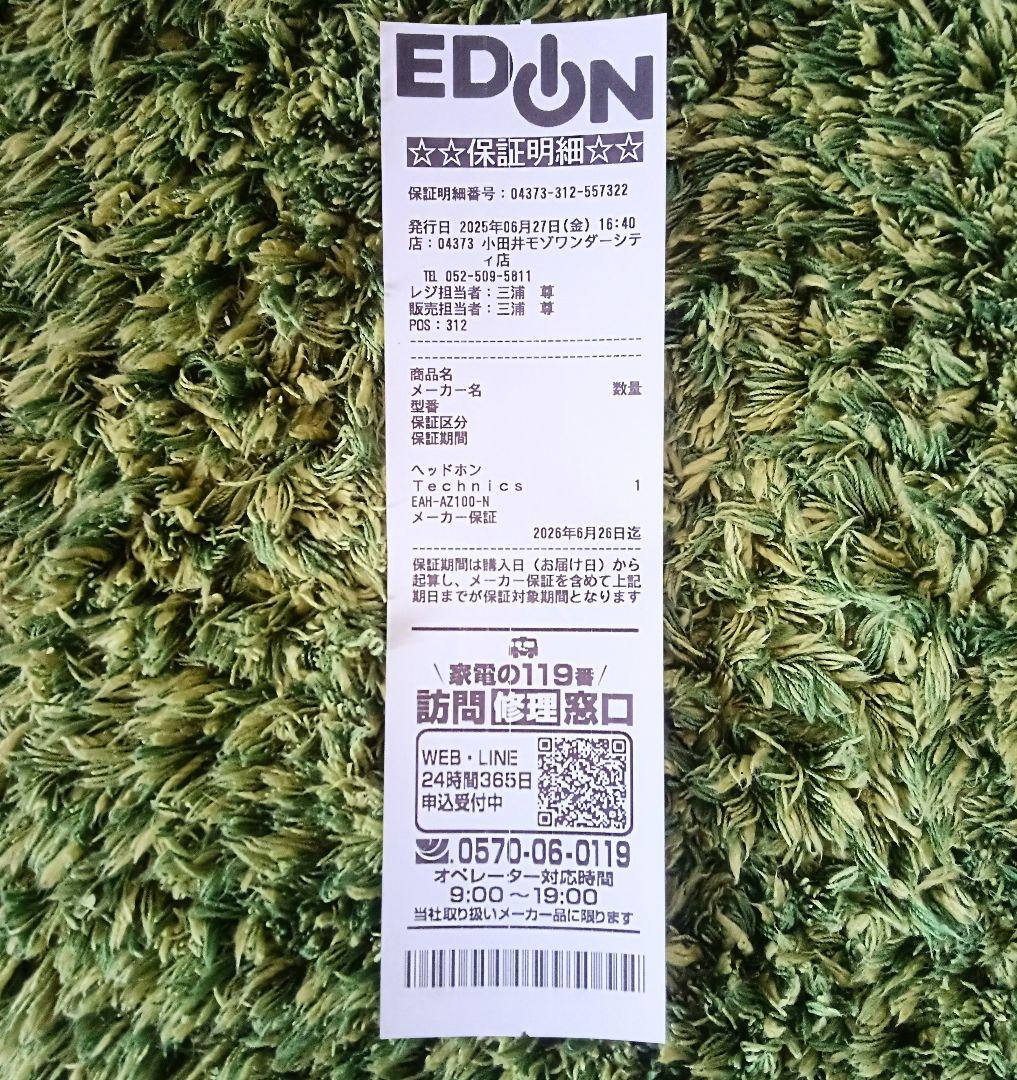 EDION
☆☆保証明細☆☆
保証明細番号：04373-312-557322
発行日 2025年06月27日(金) 16:40
店：04373 小田井モゾワンダーシテ
ィ店
℡ 052-509-5811
レジ担当者：三浦 尊
販売担当者：三浦 尊
POS：312
商品名
メーカー名 数量
型番
保証区分
保証期間
ヘッドホン
Technics 1
EAH-AZ100-N
メーカー保証
2026年6月26日迄
保証期間は購入日（お届け日）から
起算し、メーカー保証を含めて上記
期日までが保証対象期間となります
\家電の119番/
訪問修理窓口
WEB・LINE
24時間365日
申込受付中
0570-06-0119
オペレーター対応時間
9:00～19:00
当社取り扱いメーカー品に限ります